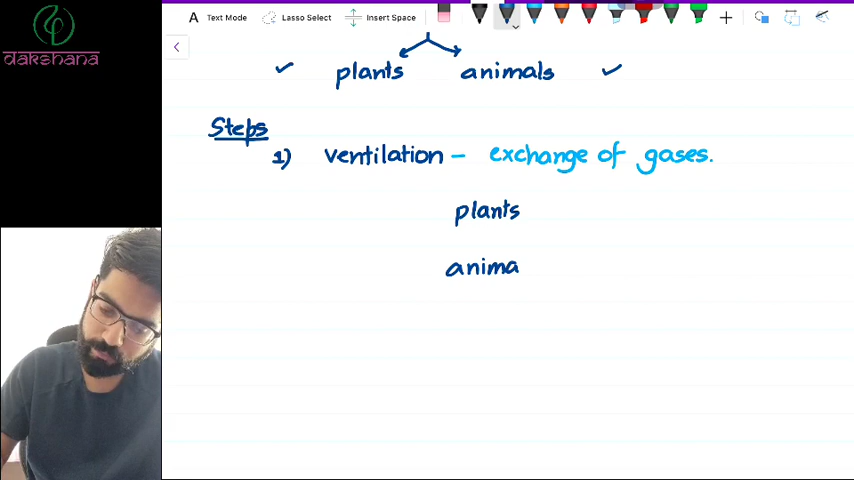 Text Mode Lasso Select Insert Space
dakshana
plants animals
Steps
1) ventilation - exchange of gases.
plants
anima